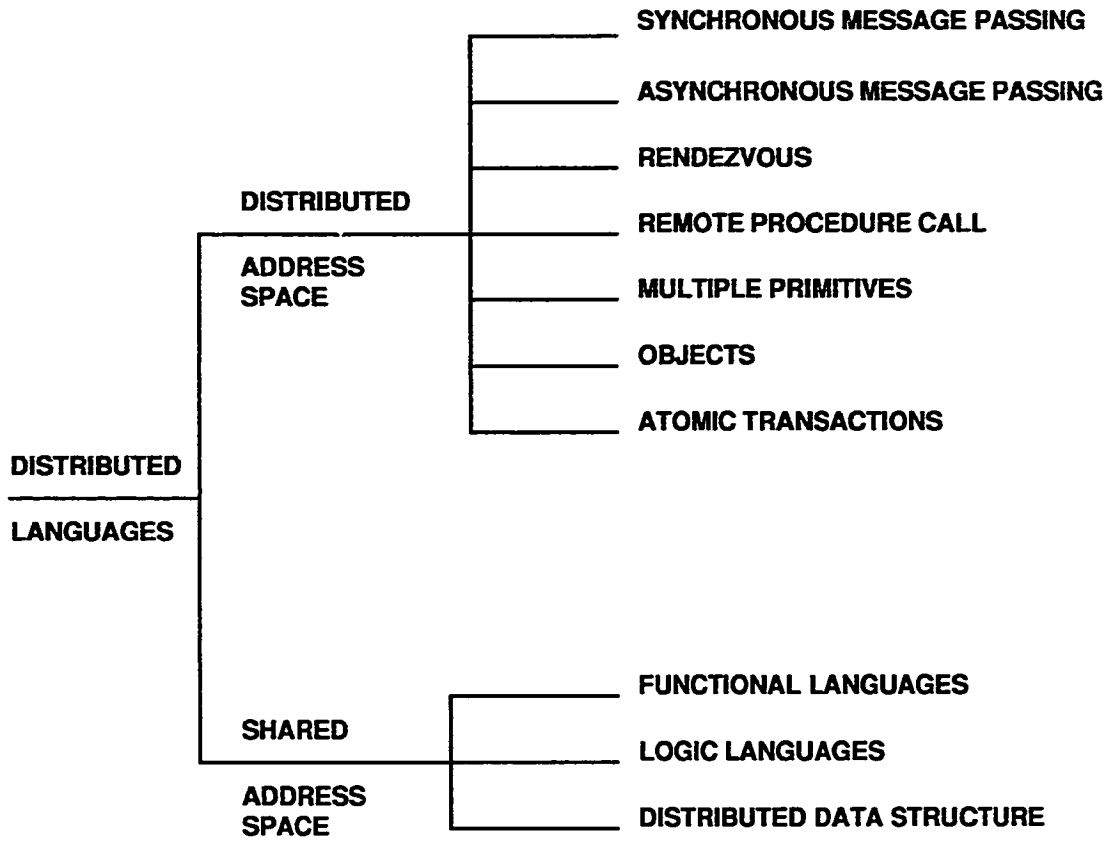 SYNCHRONOUS MESSAGE PASSING
ASYNCHRONOUS MESSAGE PASSING
RENDEZVOUS
DISTRIBUTED
REMOTE PROCEDURE CALL
ADDRESS
SPACE
MULTIPLE PRIMITIVES
OBJECTS
ATOMIC TRANSACTIONS
DISTRIBUTED
LANGUAGES
FUNCTIONAL LANGUAGES
SHARED
LOGIC LANGUAGES
ADDRESS
SPACE
DISTRIBUTED DATA STRUCTURE